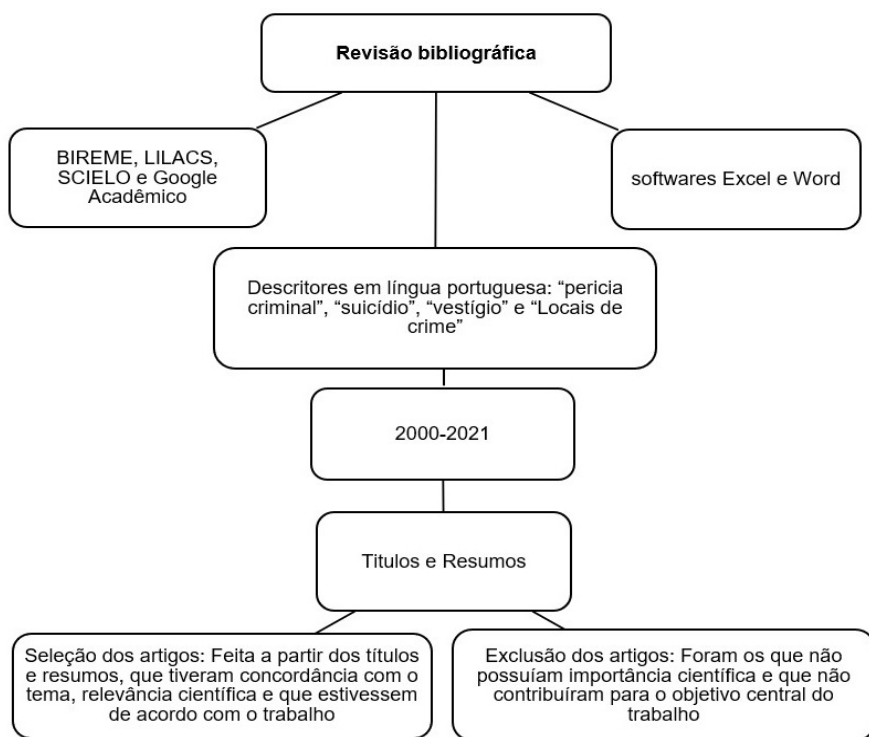 Revisão bibliográfica
BIREME, LILACS,
SCIELO e Google
Acadêmico
softwares Excel e Word
Descritores em língua portuguesa: “pericia
criminal”, “suicídio”, “vestígio” e “Locais de
crime”
2000-2021
Titulos e Resumos
Seleção dos artigos: Feita a partir dos títulos
e resumos, que tiveram concordância com o
tema, relevância científica e que estivessem
de acordo com o trabalho
Exclusão dos artigos: Foram os que não
possuíam importância científica e que não
contribuíram para o objetivo central do
trabalho